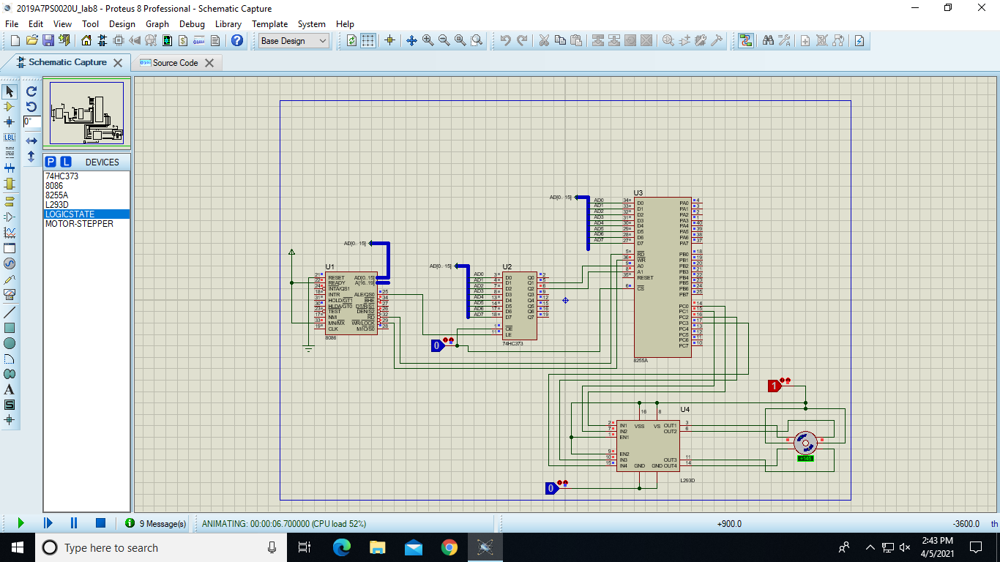 2019A7PS0020U_lab8 - Proteus 8 Professional - Schematic Capture
File Edit View Tool Design Graph Debug Library Template System Help
Base Design
Schematic Capture
Source Code
0°
P L DEVICES
74HC373
8086
8255A
L293D
LOGICSTATE
MOTOR-STEPPER
LBL
A
S
U3
AD[0..15]
AD0 34 D0 PA0 4
AD1 33 D1 PA1 3
AD2 32 D2 PA2 2
AD3 31 D3 PA3 1
AD4 30 D4 PA4 40
AD5 29 D5 PA5 39
AD6 28 D6 PA6 38
AD7 27 D7 PA7 37
5 RD PB0 18
36 WR PB1 19
9 A0 PB2 20
8 A1 PB3 21
35 RESET PB4 22
PB5 23
6 CS PB6 24
PB7 25
PC0 14
PC1 15
PC2 16
PC3 17
PC4 13
PC5 12
PC6 11
PC7 10
8255A
AD[0..15]
U1
21 RESET AD[0..15]
22 READY A[16..19]
24 INTA/QS1
18 INTR ALE/QS0 25
31 HOLD/GT1 BHE 34
30 HLDA/GT0 DT/R/S1 27
23 TEST DEN/S2 26
17 NMI RD 32
33 MN/MX WR/LOCK 29
19 CLK M/IO/S0 28
8086
AD[0..15]
U2
AD0 3 D0 Q0 2
AD1 4 D1 Q1 5
AD2 7 D2 Q2 6
AD3 8 D3 Q3 9
AD4 13 D4 Q4 12
AD5 14 D5 Q5 15
AD6 17 D6 Q6 16
AD7 18 D7 Q7 19
1 OE
11 LE
74HC373
0
1
U4
16 8
VSS VS
2 IN1 OUT1 3
7 IN2 OUT2 6
1 EN1
9 EN2
10 IN3 OUT3 11
15 IN4 GND GND OUT4 14
L293D
0
9 Message(s)
ANIMATING: 00:00:06.700000 (CPU load 52%)
+900.0
-3600.0 th
Type here to search
2:43 PM
4/5/2021